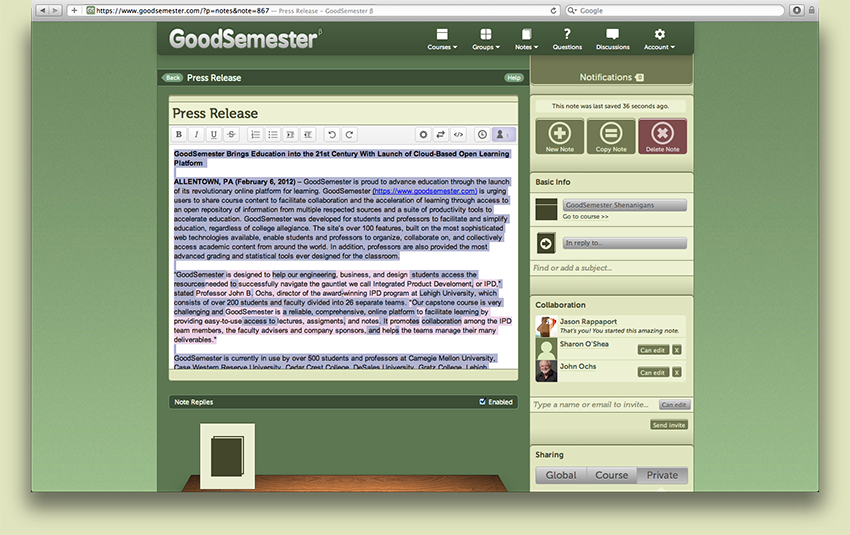 https://www.goodsemester.com/?p=notes&note=867 — Press Release – GoodSemester β
Google
GoodSemester β
Courses
Groups
Notes
Questions
Discussions
Account
Back
Press Release
Help
Notifications 0
Press Release
This note was last saved 36 seconds ago.
B I U S
New Note
Copy Note
Delete Note
GoodSemester Brings Education into the 21st Century With Launch of Cloud-Based Open Learning
Platform
ALLENTOWN, PA (February 6, 2012) – GoodSemester is proud to advance education through the launch
of its revolutionary online platform for learning. GoodSemester (https://www.goodsemester.com) is urging
users to share course content to facilitate collaboration and the acceleration of learning through access to
an open repository of information from multiple respected sources and a suite of productivity tools to
accelerate education. GoodSemester was developed for students and professors to facilitate and simplify
education, regardless of college allegiance. The site's over 100 features, built on the most sophisticated
web technologies available, enable students and professors to organize, collaborate on, and collectively
access academic content from around the world. In addition, professors are also provided the most
advanced grading and statistical tools ever designed for the classroom.
"GoodSemester is designed to help our engineering, business, and design students access the
resourcesneeded to successfully navigate the gauntlet we call Integrated Product Development, or IPD,"
stated Professor John B. Ochs, director of the award-winning IPD program at Lehigh University, which
consists of over 200 students and faculty divided into 26 separate teams. "Our capstone course is very
challenging and GoodSemester is a reliable, comprehensive, online platform to facilitate learning by
providing easy-to-use access to lectures, assigments, and notes. It promotes collaboration among the IPD
team members, the faculty advisers and company sponsors, and helps the teams manage their many
deliverables."
GoodSemester is currently in use by over 500 students and professors at Carnegie Mellon University,
Case Western Reserve University, Cedar Crest College, DeSales University, Gratz College, Lehigh
Basic Info
GoodSemester Shenanigans
Go to course >>
In reply to...
Find or add a subject...
Collaboration
Jason Rappaport
That's you! You started this amazing note.
Sharon O'Shea
Can edit X
John Ochs
Can edit X
Type a name or email to invite... Can edit
Send invite
Note Replies
Enabled
Sharing
Global Course Private